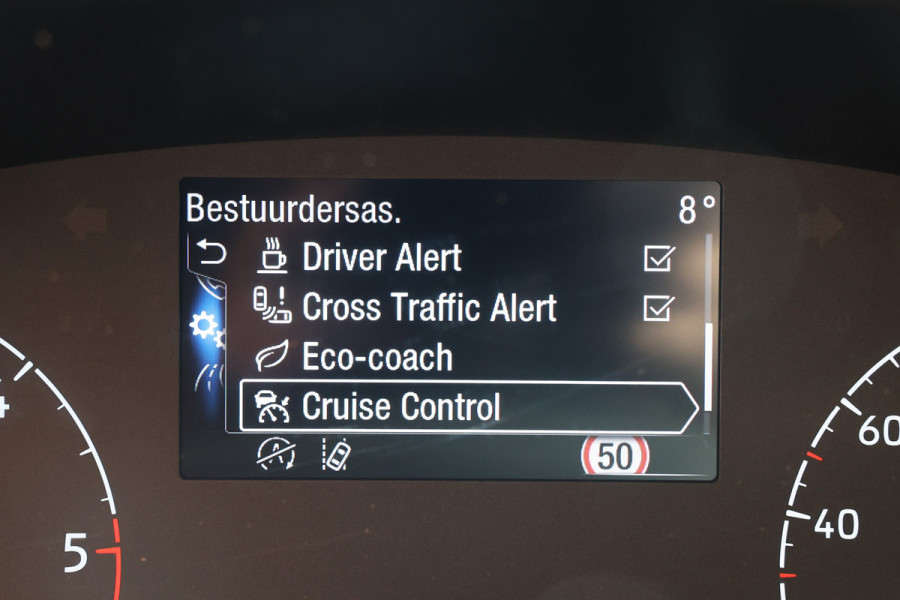 Bestuurdersas. 8°
Driver Alert
Cross Traffic Alert
Eco-coach
Cruise Control
50
5
60
40